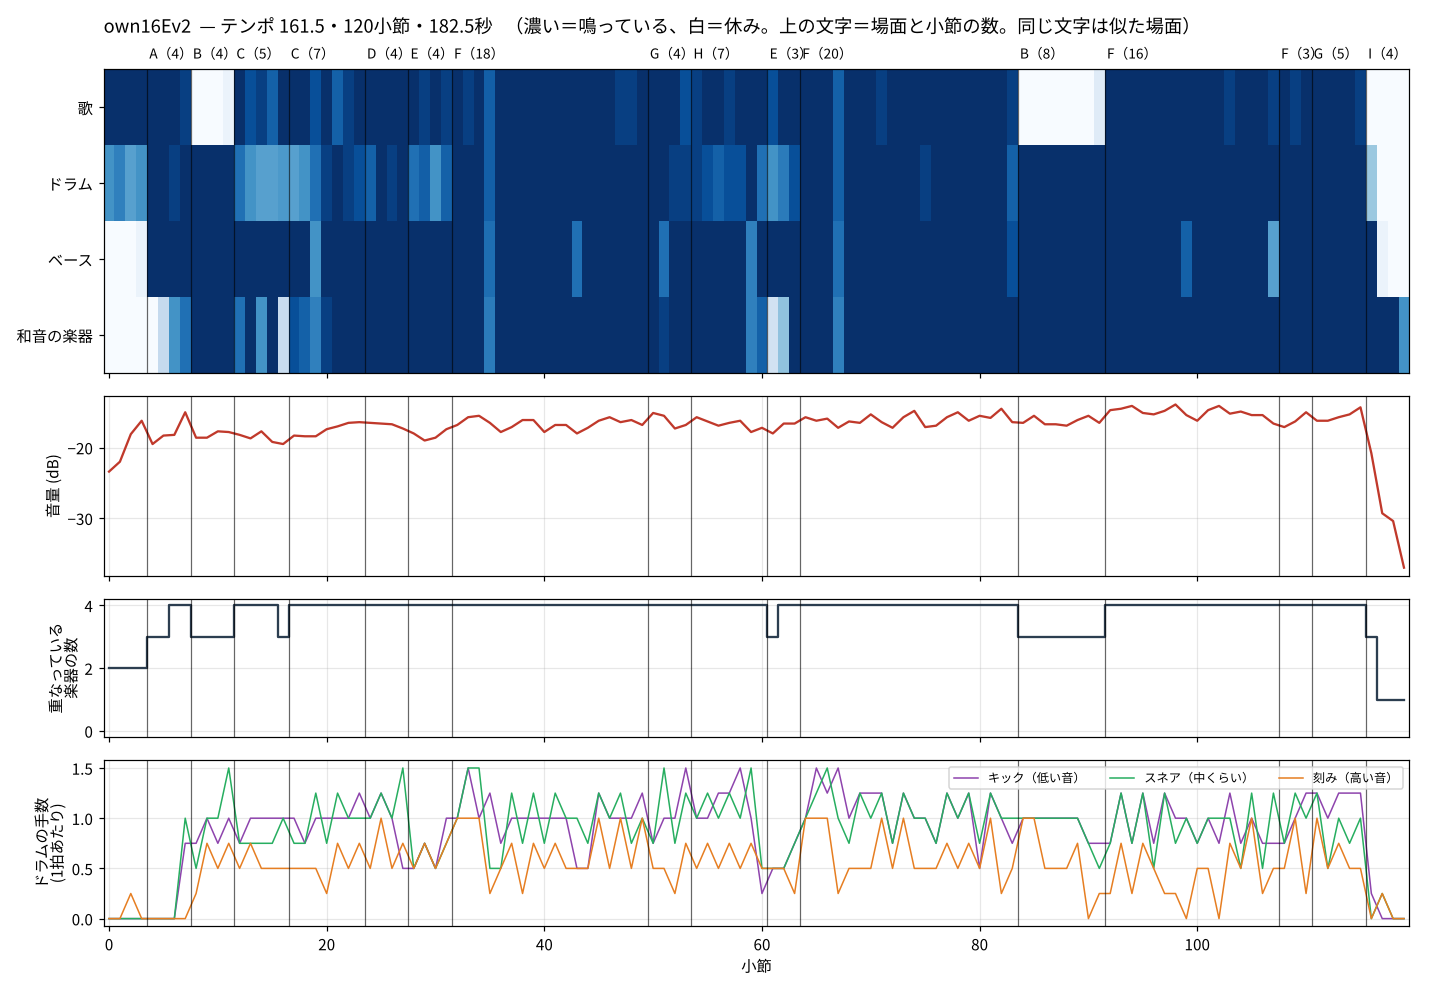 own16Ev2 — テンポ 161.5・120小節・182.5秒　（濃い＝鳴っている、白＝休み。上の文字＝場面と小節の数。同じ文字は似た場面）
A（4） B（4） C（5） C（7） D（4） E（4） F（18） G（4） H（7） E（3） F（20） B（8） F（16） F（3） G（5） I（4）
歌
ドラム
ベース
和音の楽器
音量 (dB)
−20
−30
重なっている
楽器の数
4
2
0
ドラムの手数
(1拍あたり)
1.5
1.0
0.5
0.0
キック（低い音） スネア（中くらい） 刻み（高い音）
0 20 40 60 80 100
小節